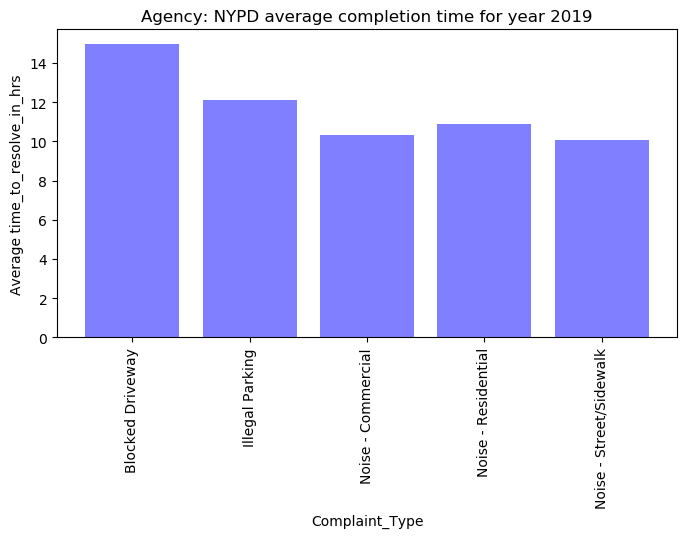 Agency: NYPD average completion time for year 2019
Average time_to_resolve_in_hrs
14
12
10
8
6
4
2
0
Blocked Driveway
Illegal Parking
Noise - Commercial
Noise - Residential
Noise - Street/Sidewalk
Complaint_Type